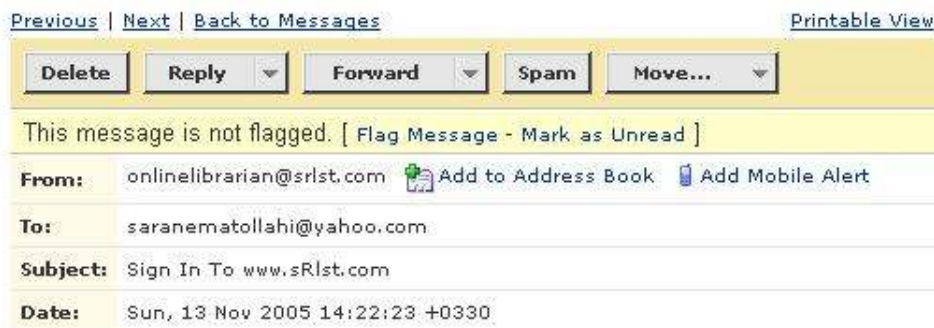 Previous | Next | Back to Messages Printable View
Delete Reply Forward Spam Move...
This message is not flagged. [ Flag Message - Mark as Unread ]
From: onlinelibrarian@srlst.com Add to Address Book Add Mobile Alert
To: saranematollahi@yahoo.com
Subject: Sign In To www.sRlst.com
Date: Sun, 13 Nov 2005 14:22:23 +0330